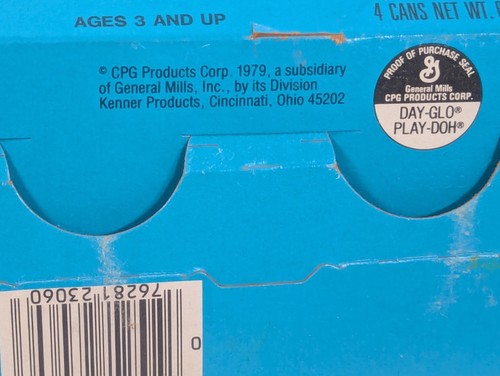 AGES 3 AND UP
4 CANS NET WT.
© CPG Products Corp. 1979, a subsidiary
of General Mills, Inc., by its Division
Kenner Products, Cincinnati, Ohio 45202
PROOF OF PURCHASE SEAL
G
General Mills
CPG PRODUCTS CORP.
DAY-GLO®
PLAY-DOH®
76281 23060
0